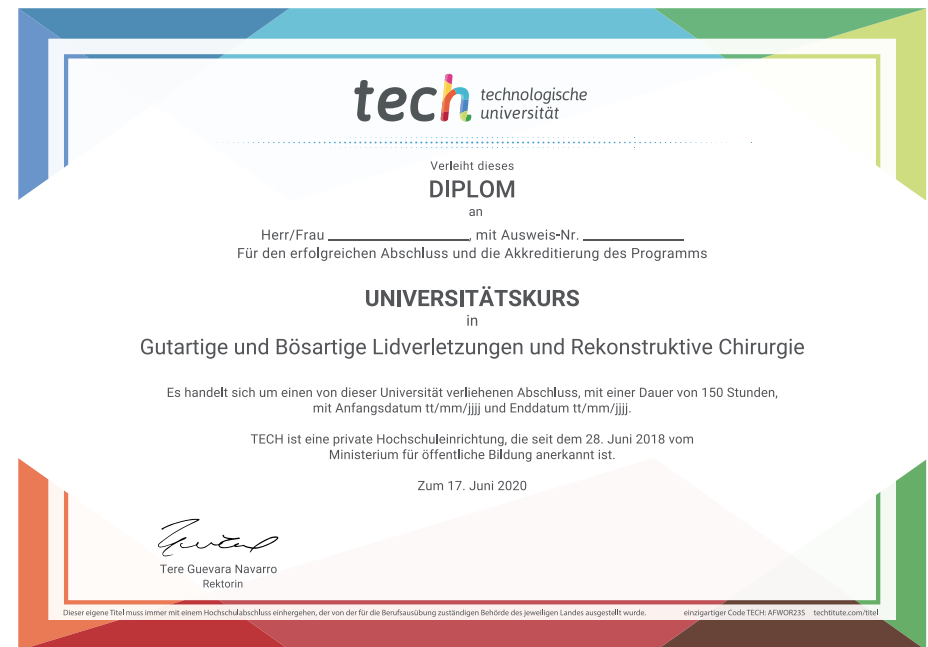 tech technologische
universität
Verleiht dieses
DIPLOM
an
Herr/Frau ____________, mit Ausweis-Nr. ____________
Für den erfolgreichen Abschluss und die Akkreditierung des Programms
UNIVERSITÄTSKURS
in
Gutartige und Bösartige Lidverletzungen und Rekonstruktive Chirurgie
Es handelt sich um einen von dieser Universität verliehenen Abschluss, mit einer Dauer von 150 Stunden,
mit Anfangsdatum tt/mm/jjjj und Enddatum tt/mm/jjjj.
TECH ist eine private Hochschuleinrichtung, die seit dem 28. Juni 2018 vom
Ministerium für öffentliche Bildung anerkannt ist.
Zum 17. Juni 2020
Tere Guevara Navarro
Rektorin
Dieser eigene Titel muss immer mit einem Hochschulabschluss einhergehen, der von der für die Berufsausübung zuständigen Behörde des jeweiligen Landes ausgestellt wurde. einzigartiger Code TECH: AFWOR23S techtitute.com/titel